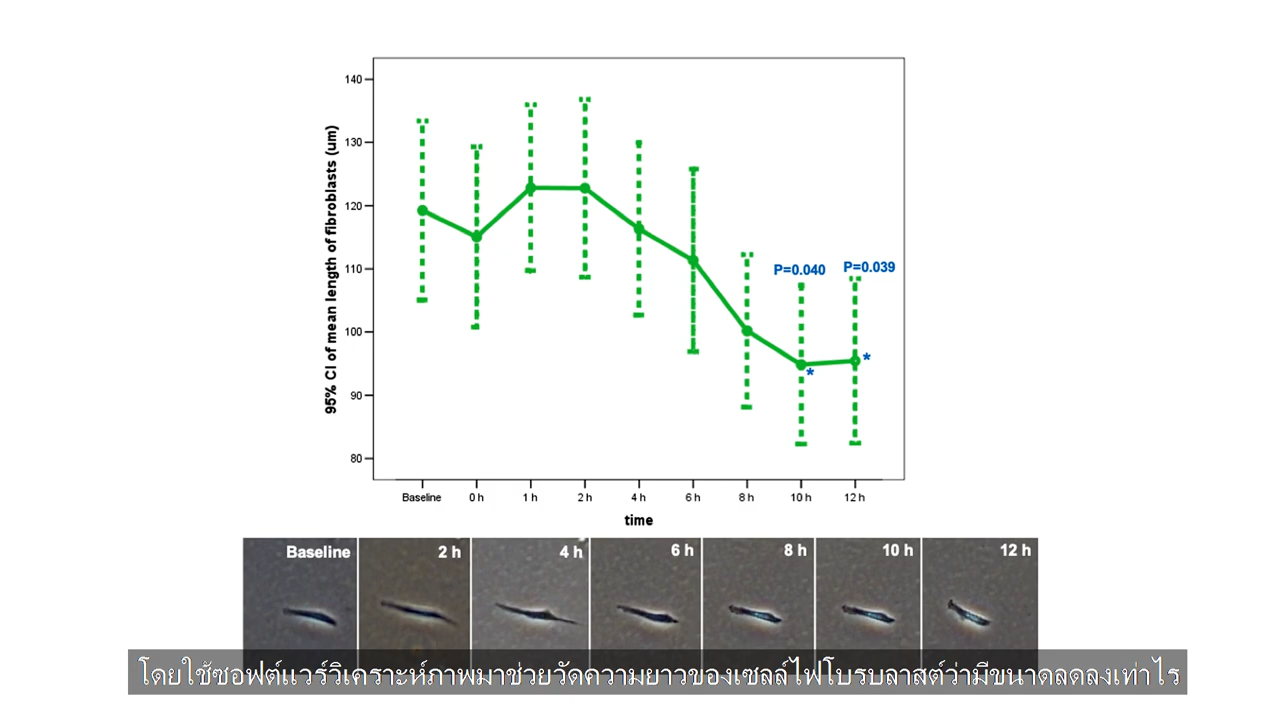 140
130
120
110
100
90
80
95% CI of mean length of fibroblasts (um)
P=0.040
P=0.039
*
*
Baseline 0 h 1 h 2 h 4 h 6 h 8 h 10 h 12 h
time
Baseline 2 h 4 h 6 h 8 h 10 h 12 h
โดยใช้ซอฟต์แวร์วิเคราะห์ภาพมาช่วยวัดความยาวของเซลล์ไฟโบรบลาสต์ว่ามีขนาดลดลงเท่าไร